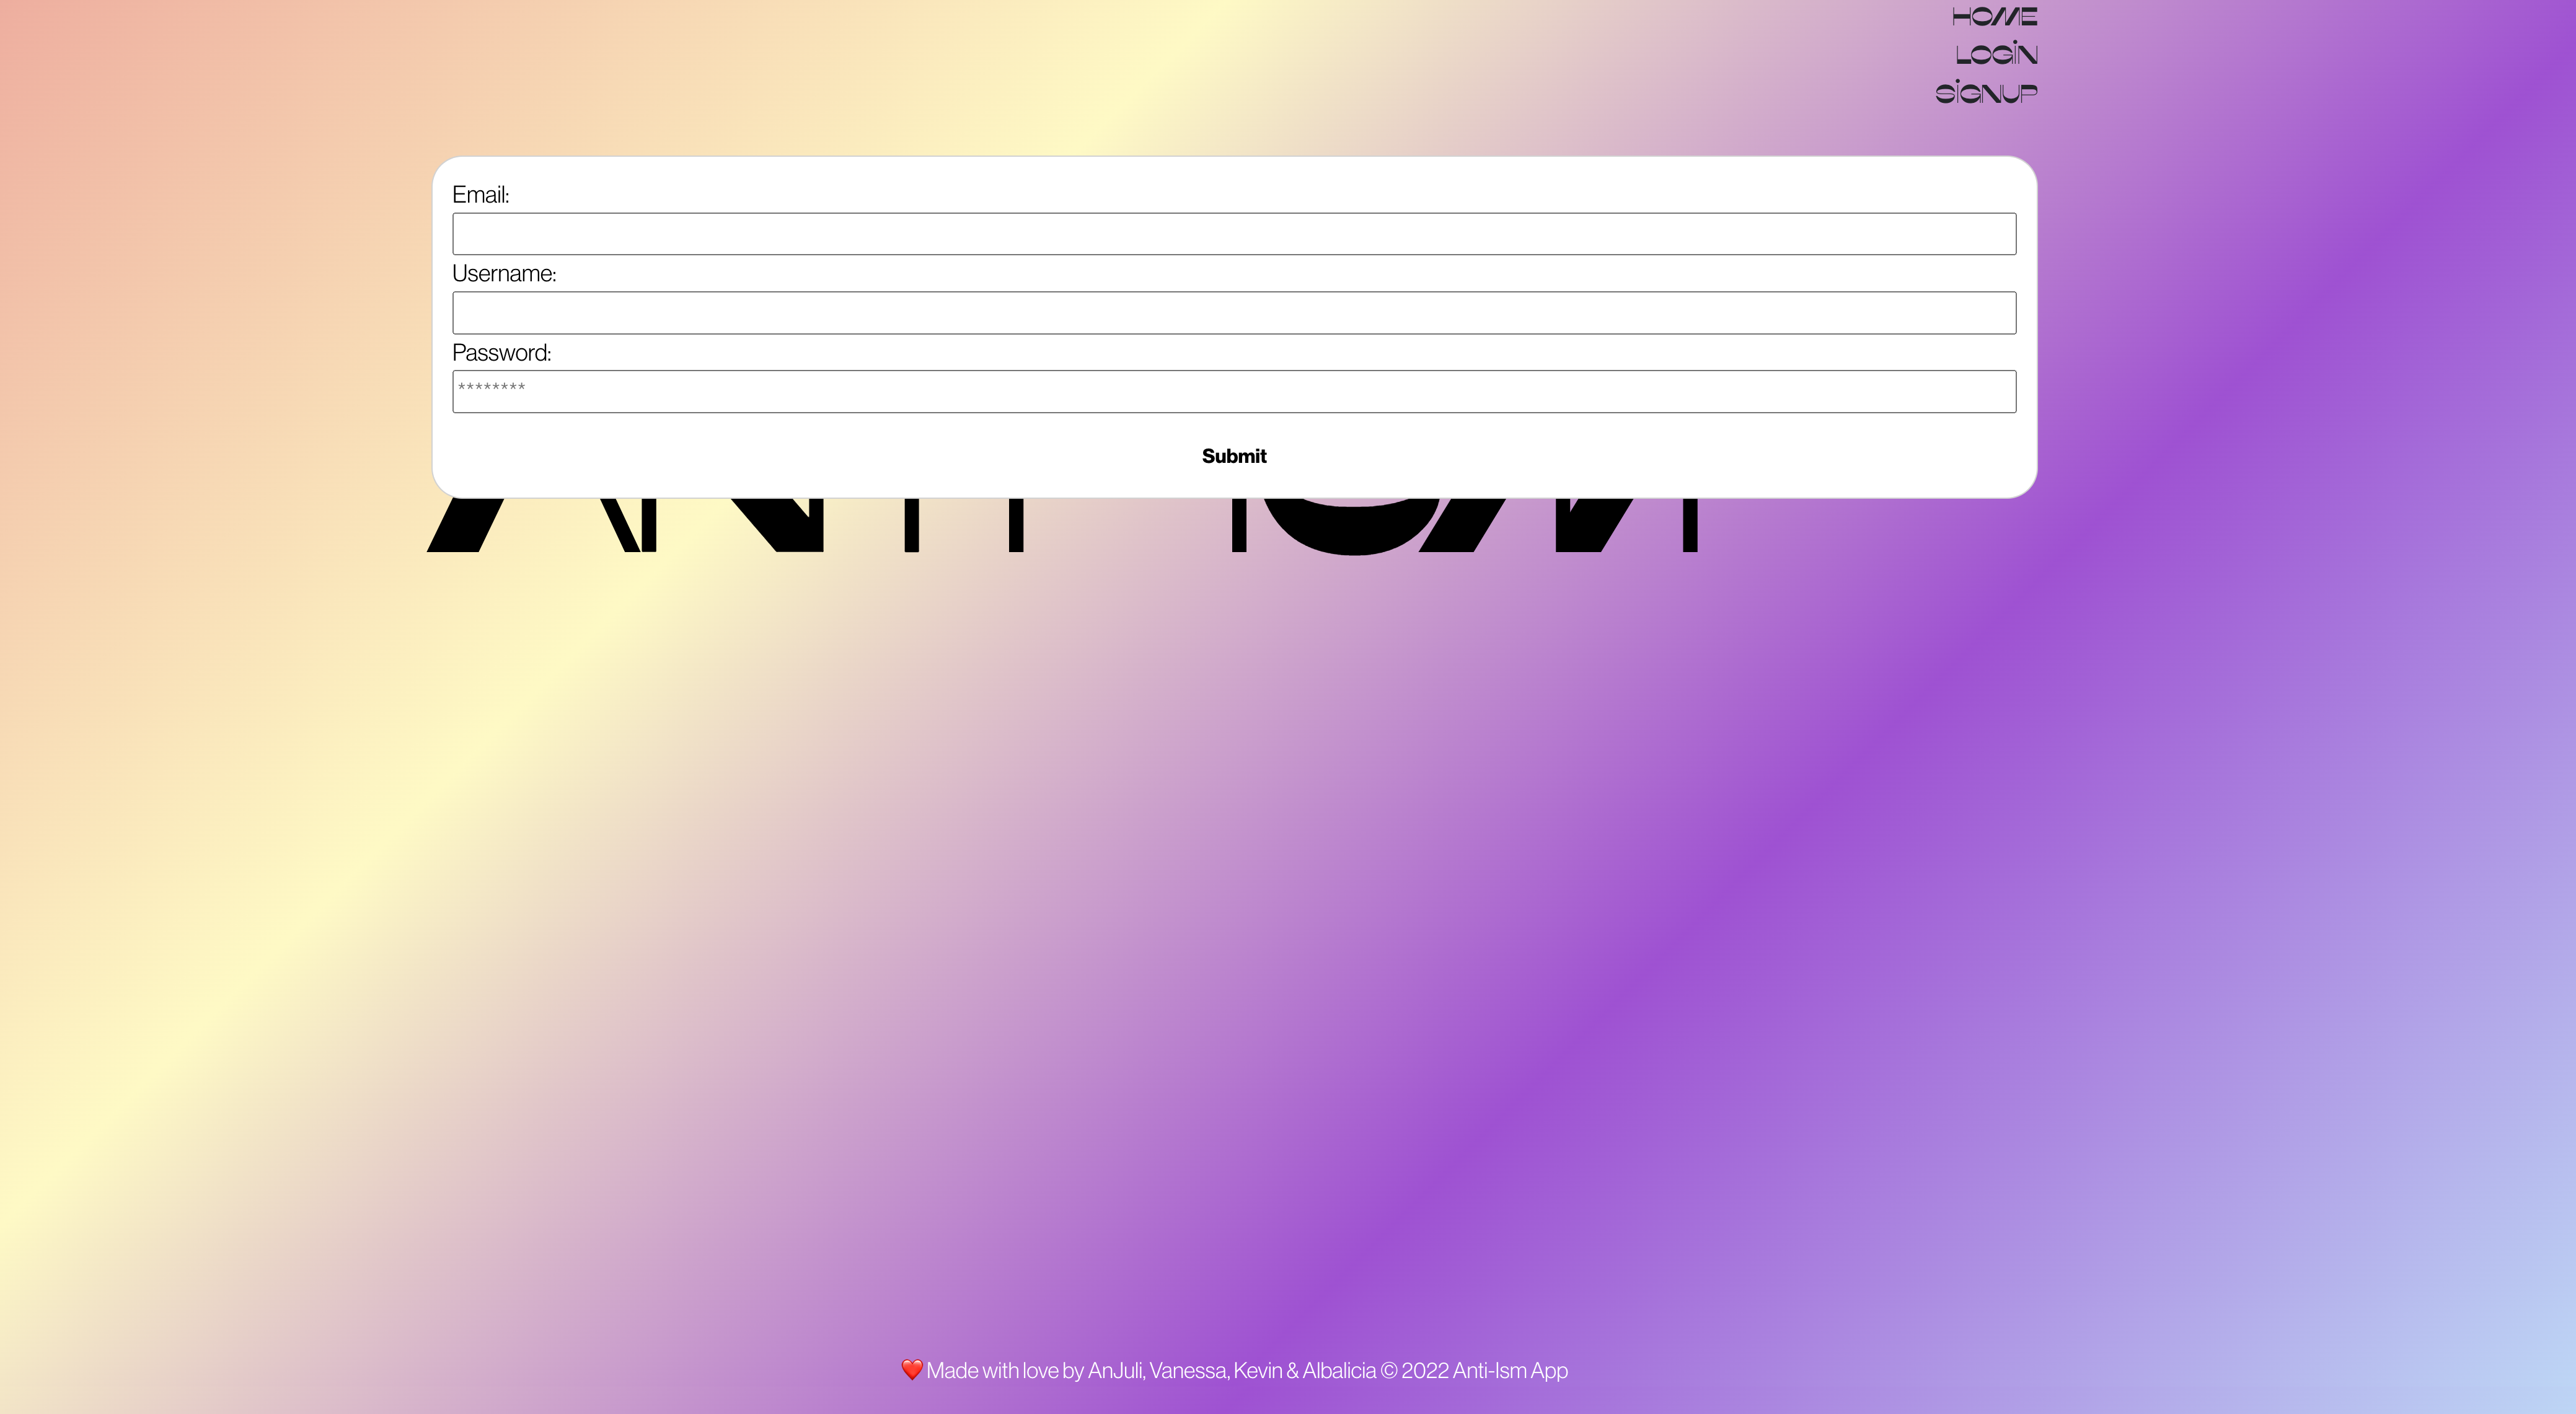 HOME
LOGiN
SiGNUP
Email:
Username:
Password:
********
Submit
❤️ Made with love by AnJuli, Vanessa, Kevin & Albalicia © 2022 Anti-Ism App